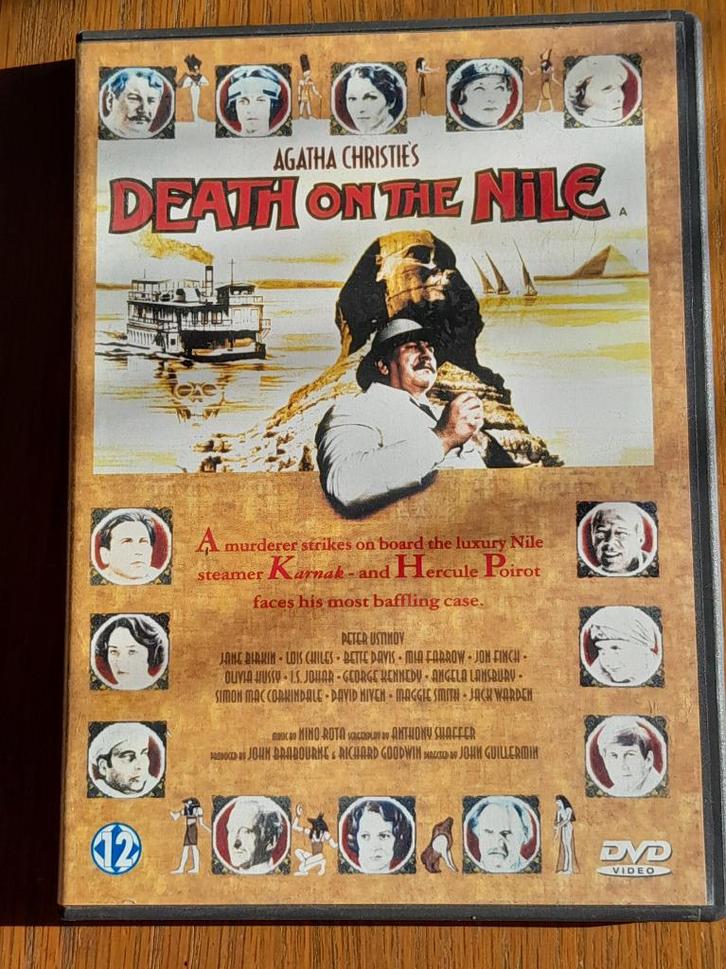 AGATHA CHRISTIE'S
DEATH ON THE NILE
A
A murderer strikes on board the luxury Nile
steamer Karnak - and Hercule Poirot
faces his most baffling case.
PETER USTINOV
JANE BIRKIN • LOIS CHILES • BETTE DAVIS • MIA FARROW • JON FINCH •
OLIVIA HUSSY • I.S. JOHAR • GEORGE KENNEDY • ANGELA LANSBURY •
SIMON MAC CORKINDALE • DAVID NIVEN • MAGGIE SMITH • JACK WARDEN
MUSIC BY NINO ROTA SCREENPLAY BY ANTHONY SHAFFER
PRODUCED BY JOHN BRABOURNE & RICHARD GOODWIN DIRECTED BY JOHN GUILLERMIN
12
DVD
VIDEO